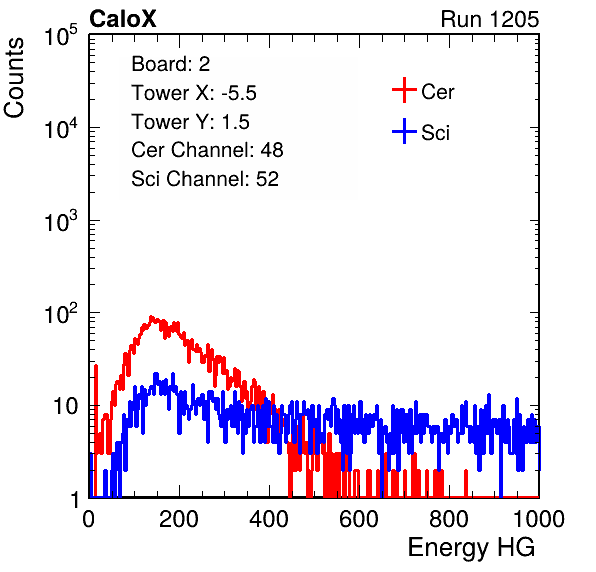 CaloX Run 1205
Counts
Board: 2
Tower X: -5.5
Tower Y: 1.5
Cer Channel: 48
Sci Channel: 52
Cer
Sci
10^5
10^4
10^3
10^2
10
1
0 200 400 600 800 1000
Energy HG